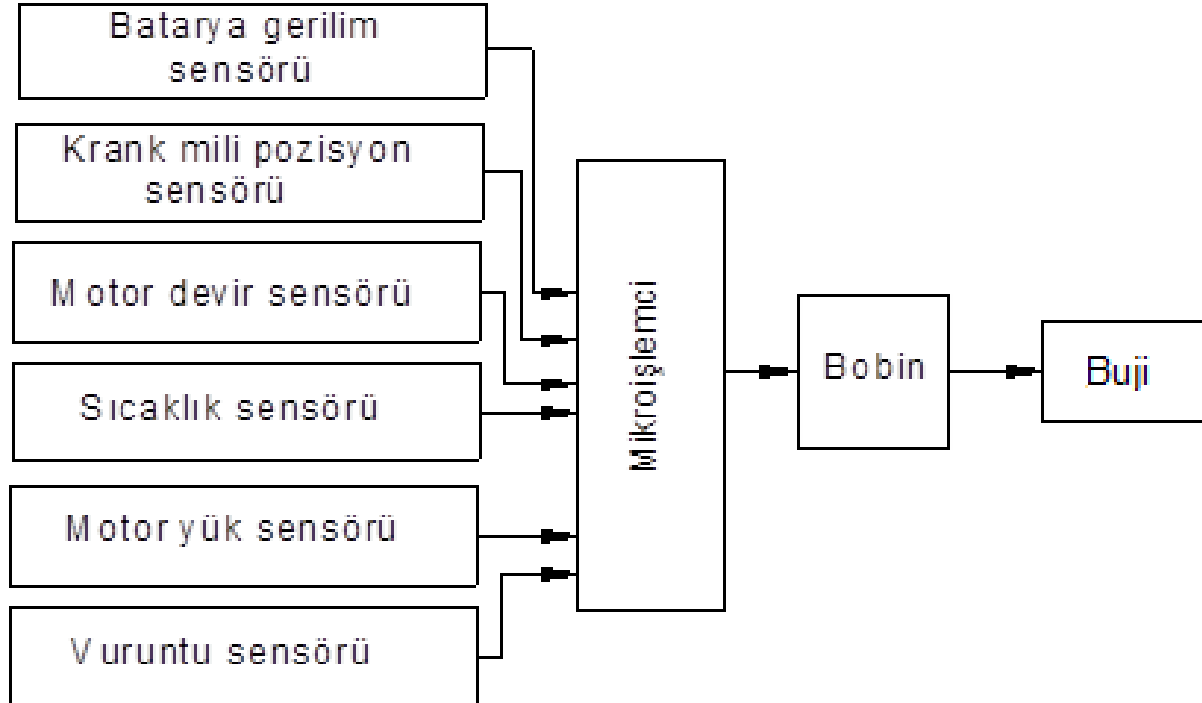 Batarya gerilim
sensörü
Krank mili pozisyon
sensörü
Motor devir sensörü
Sıcaklık sensörü
Motor yük sensörü
Vuruntu sensörü
Mikroişlemci
Bobin
Buji